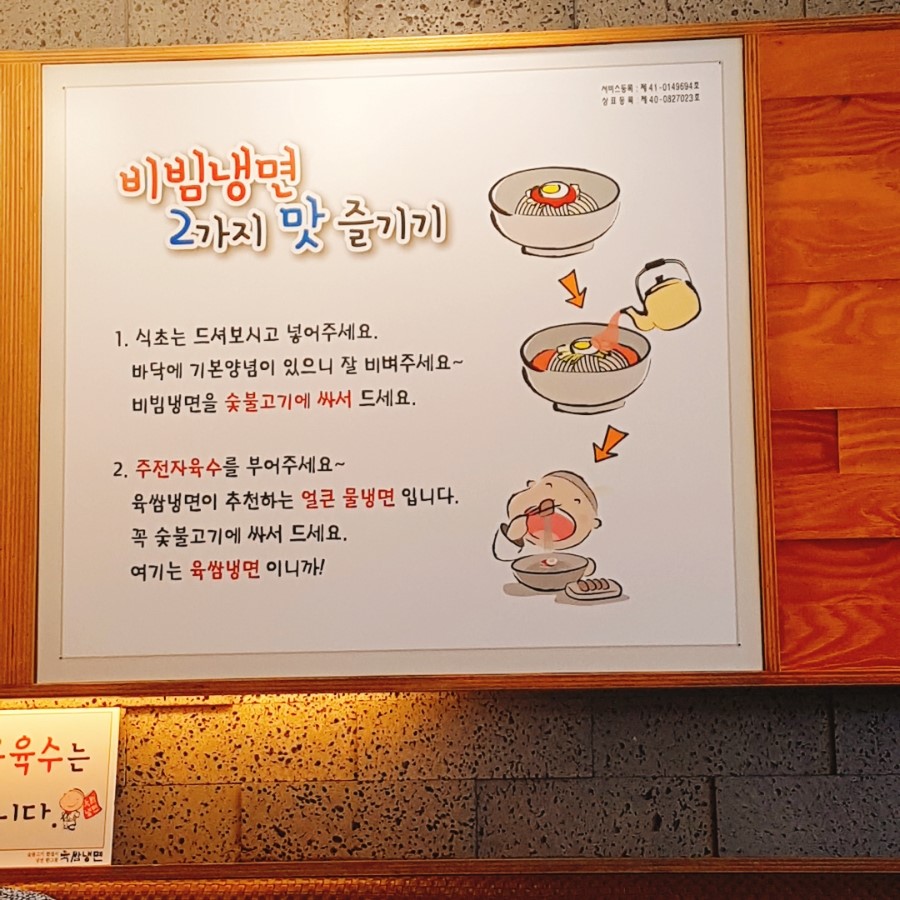 서비스등록 : 제 41-0149694호
상표등록 : 제 40-0827023호
비빔냉면
2가지 맛 즐기기
1. 식초는 드셔보시고 넣어주세요.
바닥에 기본양념이 있으니 잘 비벼주세요~
비빔냉면을 숯불고기에 싸서 드세요.
2. 주전자육수를 부어주세요~
육쌈냉면이 추천하는 얼큰 물냉면 입니다.
꼭 숯불고기에 싸서 드세요.
여기는 육쌈냉면 이니까!
육수는
니다.
육쌈냉면